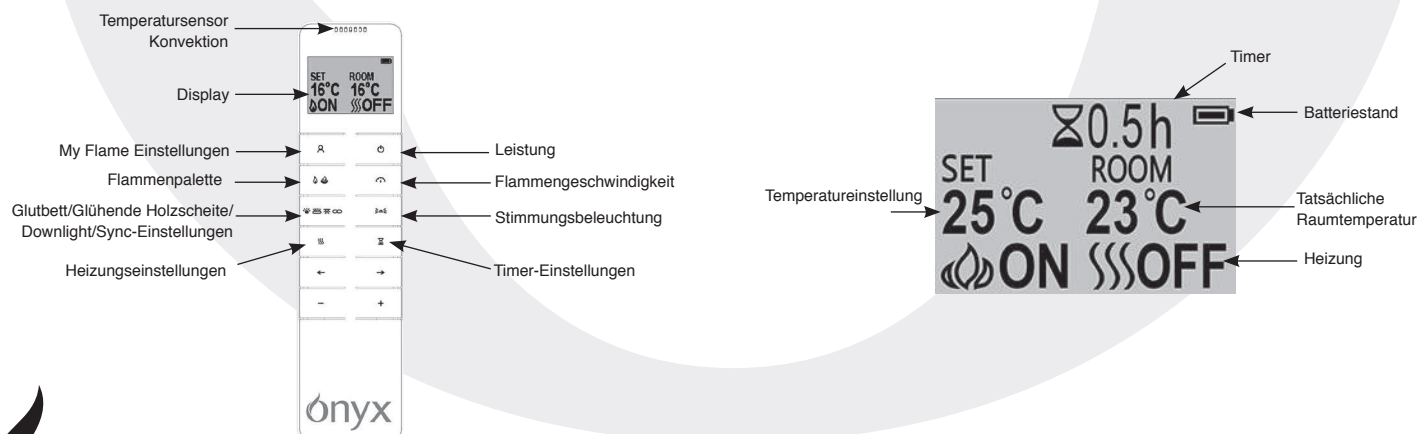 Temperatursensor
Konvektion
Display
SET ROOM
16°C 16°C
ON OFF
My Flame Einstellungen
Leistung
Flammenpalette
Flammengeschwindigkeit
Glutbett/Glühende Holzscheite/
Downlight/Sync-Einstellungen
Stimmungsbeleuchtung
Heizungseinstellungen
Timer-Einstellungen
- +
ónyx
Timer
Batteriestand
0.5h
SET ROOM
Temperatureinstellung
25°C 23°C
Tatsächliche
Raumtemperatur
ON OFF
Heizung